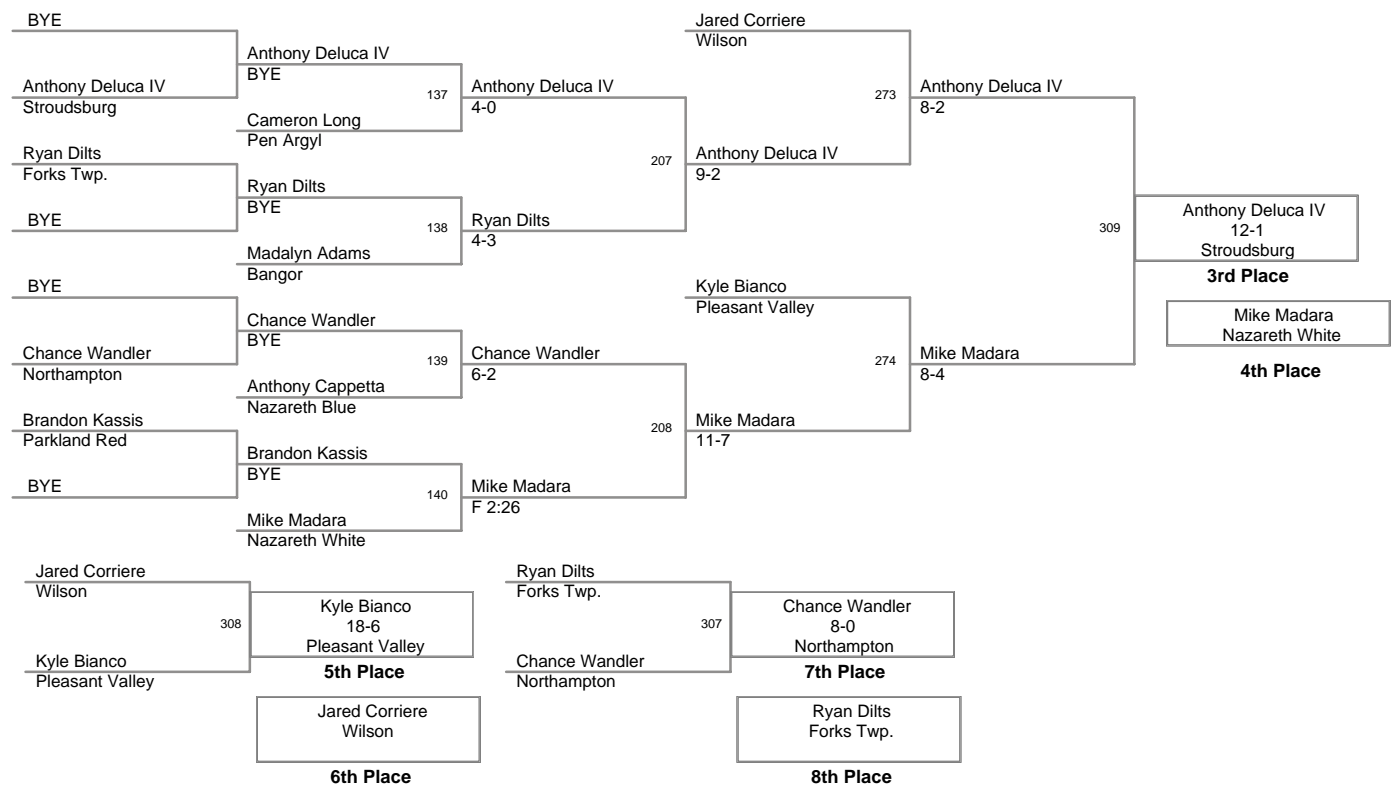 BYE
Anthony Deluca IV
Stroudsburg
Ryan Dilts
Forks Twp.
BYE
BYE
Chance Wandler
Northampton
Brandon Kassis
Parkland Red
BYE
Anthony Deluca IV
BYE
137
Cameron Long
Pen Argyl
Ryan Dilts
BYE
138
Madalyn Adams
Bangor
Chance Wandler
BYE
139
Anthony Cappetta
Nazareth Blue
Brandon Kassis
BYE
140
Mike Madara
Nazareth White
Anthony Deluca IV
4-0
207
Ryan Dilts
4-3
Chance Wandler
6-2
208
Mike Madara
F 2:26
Jared Corriere
Wilson
273
Anthony Deluca IV
9-2
Kyle Bianco
Pleasant Valley
274
Mike Madara
11-7
Anthony Deluca IV
8-2
309
Mike Madara
8-4
Anthony Deluca IV
12-1
Stroudsburg
3rd Place
Mike Madara
Nazareth White
4th Place
Jared Corriere
Wilson
308
Kyle Bianco
Pleasant Valley
Kyle Bianco
18-6
Pleasant Valley
5th Place
Jared Corriere
Wilson
6th Place
Ryan Dilts
Forks Twp.
307
Chance Wandler
Northampton
Chance Wandler
8-0
Northampton
7th Place
Ryan Dilts
Forks Twp.
8th Place